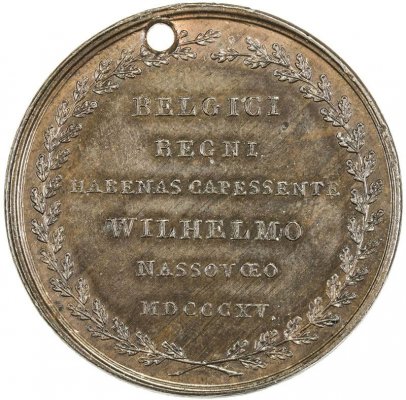 BELGICI
REGNI
HABENAS CAPESSENTE
WILHELMO
NASSOVŒO
MDCCCXV.